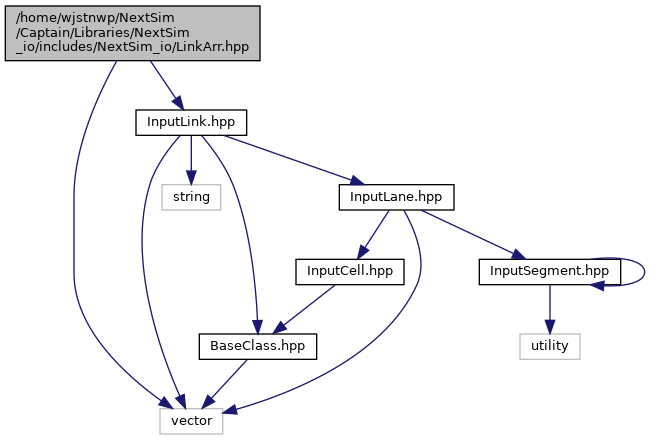 /home/wjstnwp/NextSim
/Captain/Libraries/NextSim
_io/includes/NextSim_io/LinkArr.hpp
InputLink.hpp
string
InputLane.hpp
InputCell.hpp
InputSegment.hpp
BaseClass.hpp
utility
vector